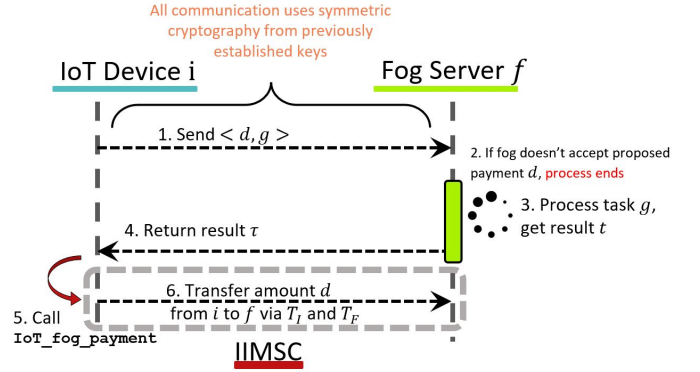 All communication uses symmetric
cryptography from previously
established keys
IoT Device i
Fog Server f
1. Send < d, g >
2. If fog doesn't accept proposed
payment d, process ends
3. Process task g,
get result t
4. Return result τ
5. Call
IoT_fog_payment
6. Transfer amount d
from i to f via T_I and T_F
IIMSC